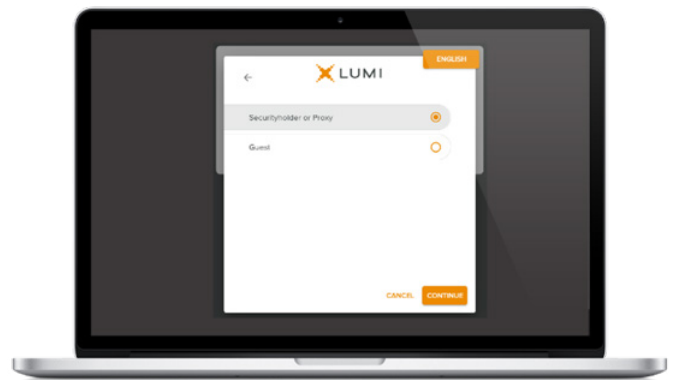 ENGLISH
LUMI
Securityholder or Proxy
Guest
CANCEL CONTINUE